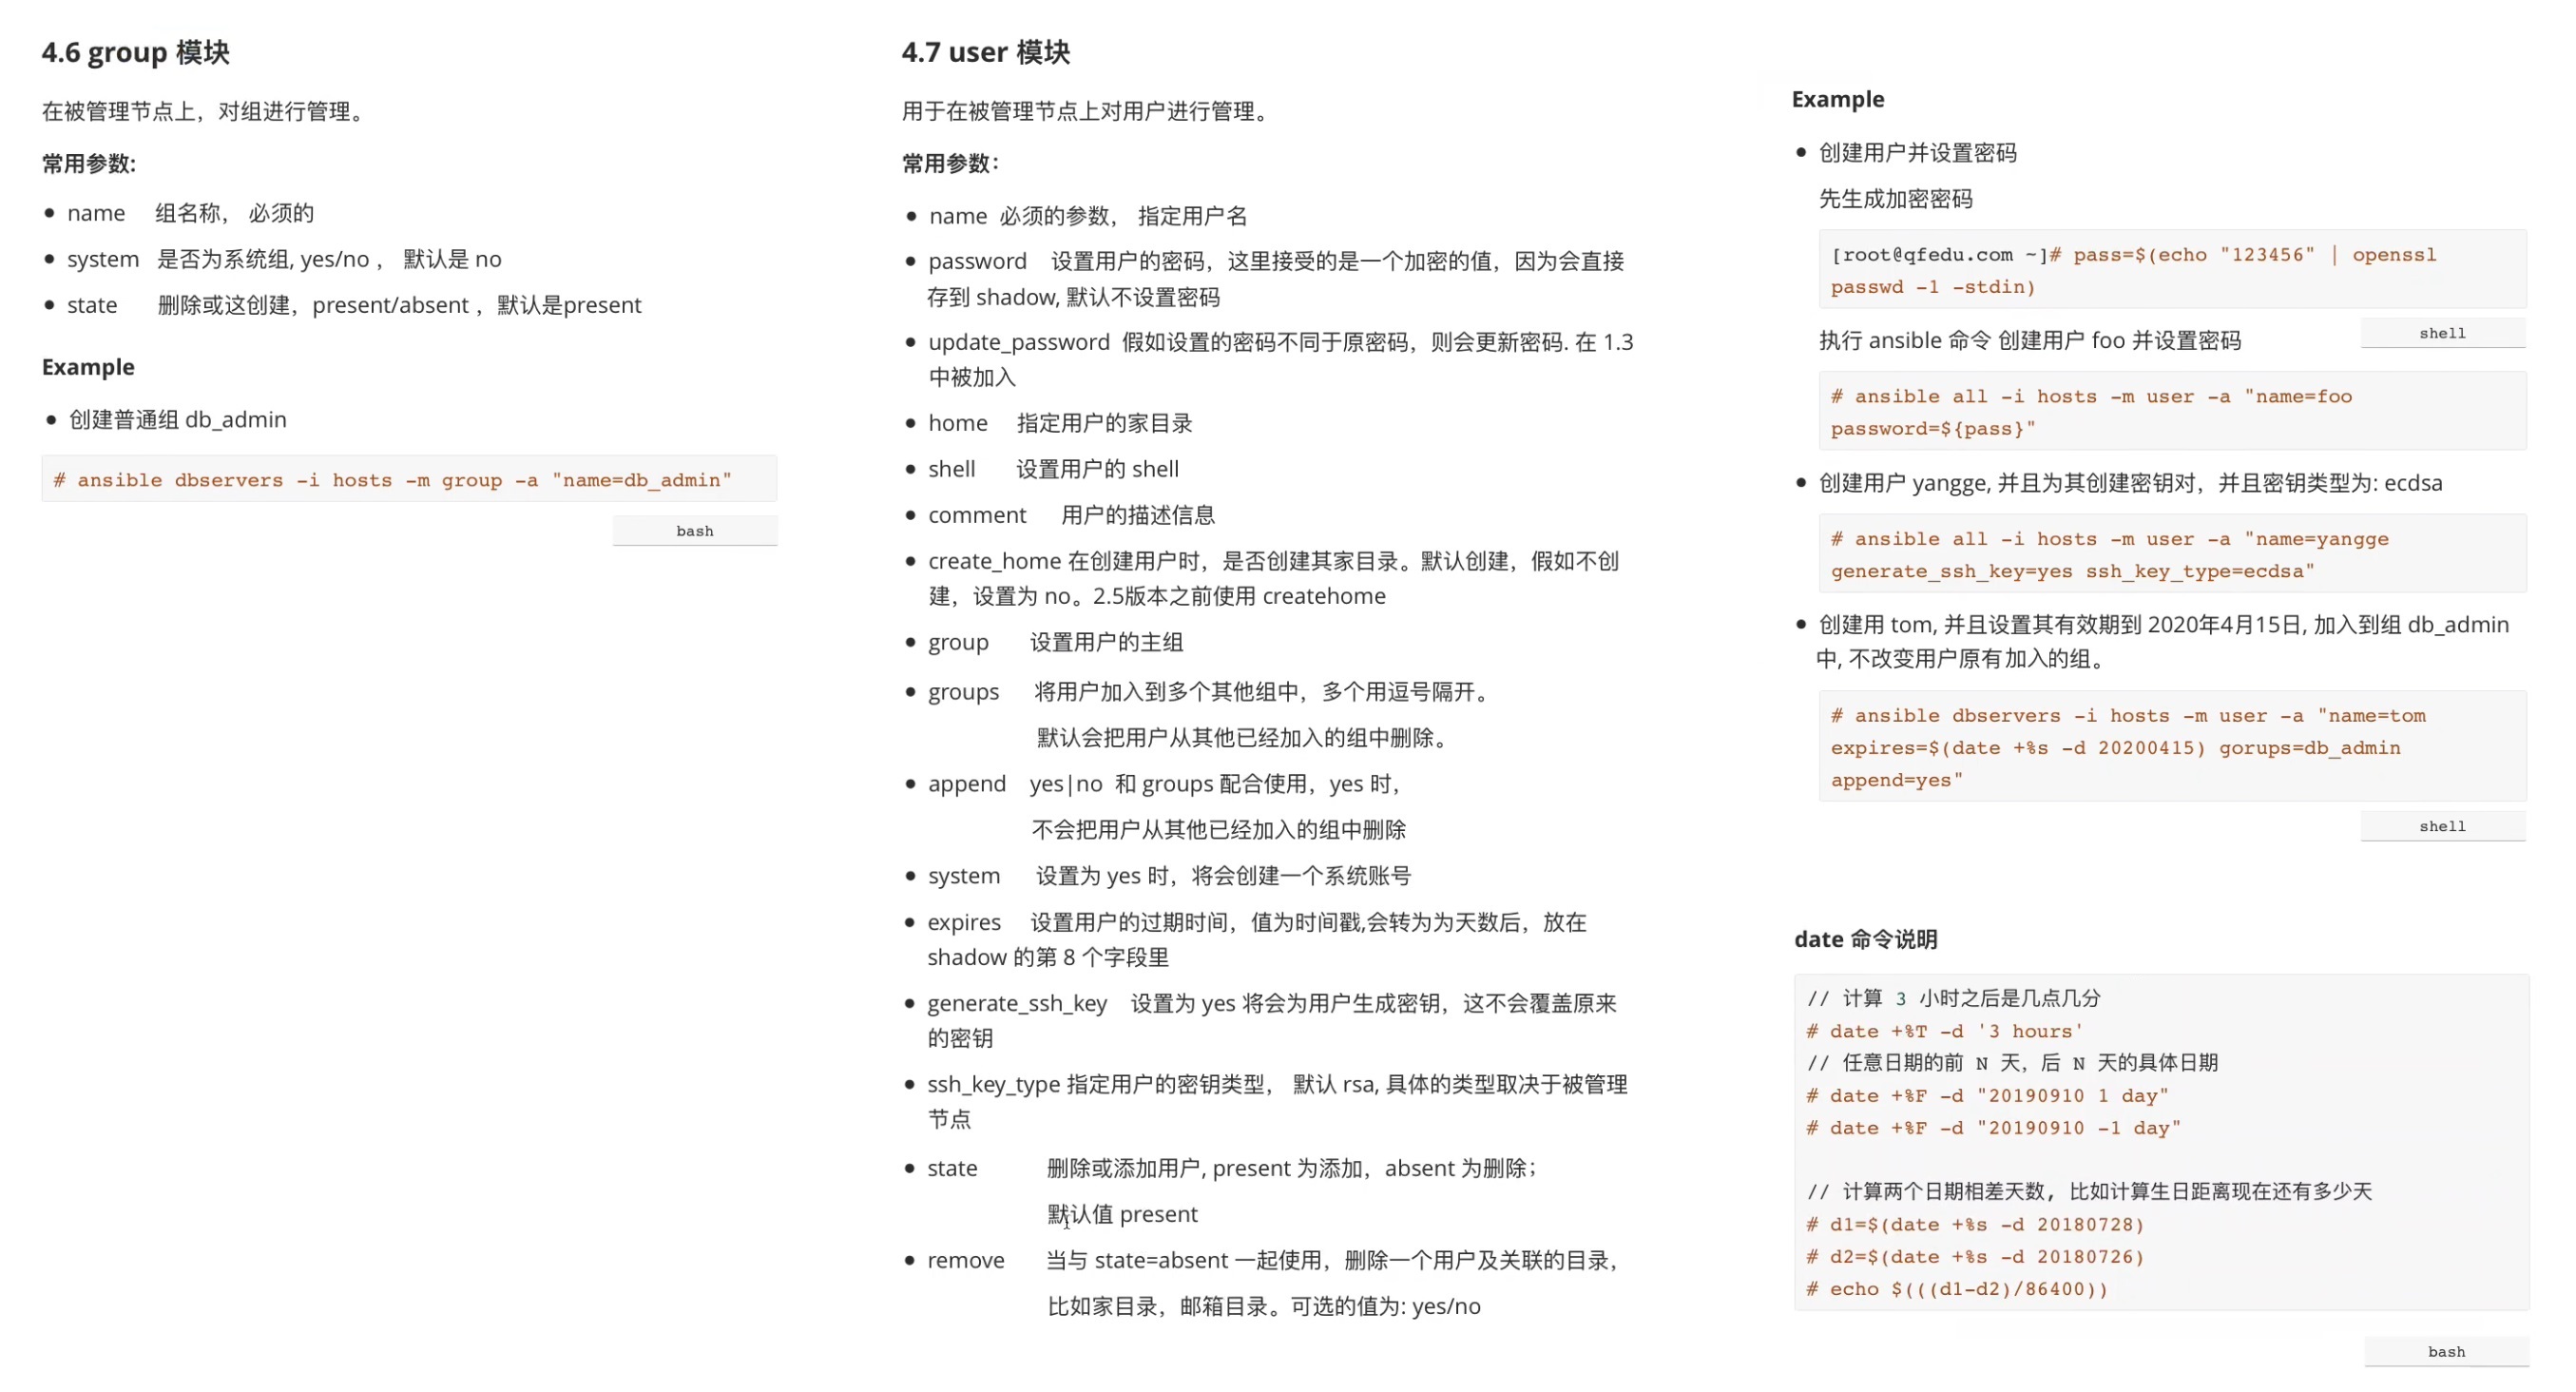 4.6 group 模块
在被管理节点上，对组进行管理。
常用参数:
name 组名称， 必须的
system 是否为系统组, yes/no ， 默认是 no
state 删除或这创建，present/absent ，默认是present
Example
创建普通组 db_admin
# ansible dbservers -i hosts -m group -a "name=db_admin"
bash
4.7 user 模块
用于在被管理节点上对用户进行管理。
常用参数：
name 必须的参数， 指定用户名
password 设置用户的密码，这里接受的是一个加密的值，因为会直接
存到 shadow, 默认不设置密码
update_password 假如设置的密码不同于原密码，则会更新密码. 在 1.3
中被加入
home 指定用户的家目录
shell 设置用户的 shell
comment 用户的描述信息
create_home 在创建用户时，是否创建其家目录。默认创建，假如不创
建，设置为 no。2.5版本之前使用 createhome
group 设置用户的主组
groups 将用户加入到多个其他组中，多个用逗号隔开。
默认会把用户从其他已经加入的组中删除。
append yes|no 和 groups 配合使用，yes 时，
不会把用户从其他已经加入的组中删除
system 设置为 yes 时，将会创建一个系统账号
expires 设置用户的过期时间，值为时间戳,会转为为天数后，放在
shadow 的第 8 个字段里
generate_ssh_key 设置为 yes 将会为用户生成密钥，这不会覆盖原来
的密钥
ssh_key_type 指定用户的密钥类型， 默认 rsa, 具体的类型取决于被管理
节点
state 删除或添加用户, present 为添加，absent 为删除；
默认值 present
remove 当与 state=absent 一起使用，删除一个用户及关联的目录，
比如家目录，邮箱目录。可选的值为: yes/no
Example
创建用户并设置密码
先生成加密密码
[root@qfedu.com ~]# pass=$(echo "123456" | openssl
passwd -1 -stdin)
shell
执行 ansible 命令 创建用户 foo 并设置密码
# ansible all -i hosts -m user -a "name=foo
password=${pass}"
创建用户 yangge, 并且为其创建密钥对，并且密钥类型为: ecdsa
# ansible all -i hosts -m user -a "name=yangge
generate_ssh_key=yes ssh_key_type=ecdsa"
创建用 tom, 并且设置其有效期到 2020年4月15日, 加入到组 db_admin
中, 不改变用户原有加入的组。
# ansible dbservers -i hosts -m user -a "name=tom
expires=$(date +%s -d 20200415) gorups=db_admin
append=yes"
shell
date 命令说明
// 计算 3 小时之后是几点几分
# date +%T -d '3 hours'
// 任意日期的前 N 天，后 N 天的具体日期
# date +%F -d "20190910 1 day"
# date +%F -d "20190910 -1 day"
// 计算两个日期相差天数, 比如计算生日距离现在还有多少天
# d1=$(date +%s -d 20180728)
# d2=$(date +%s -d 20180726)
# echo $(((d1-d2)/86400))
bash